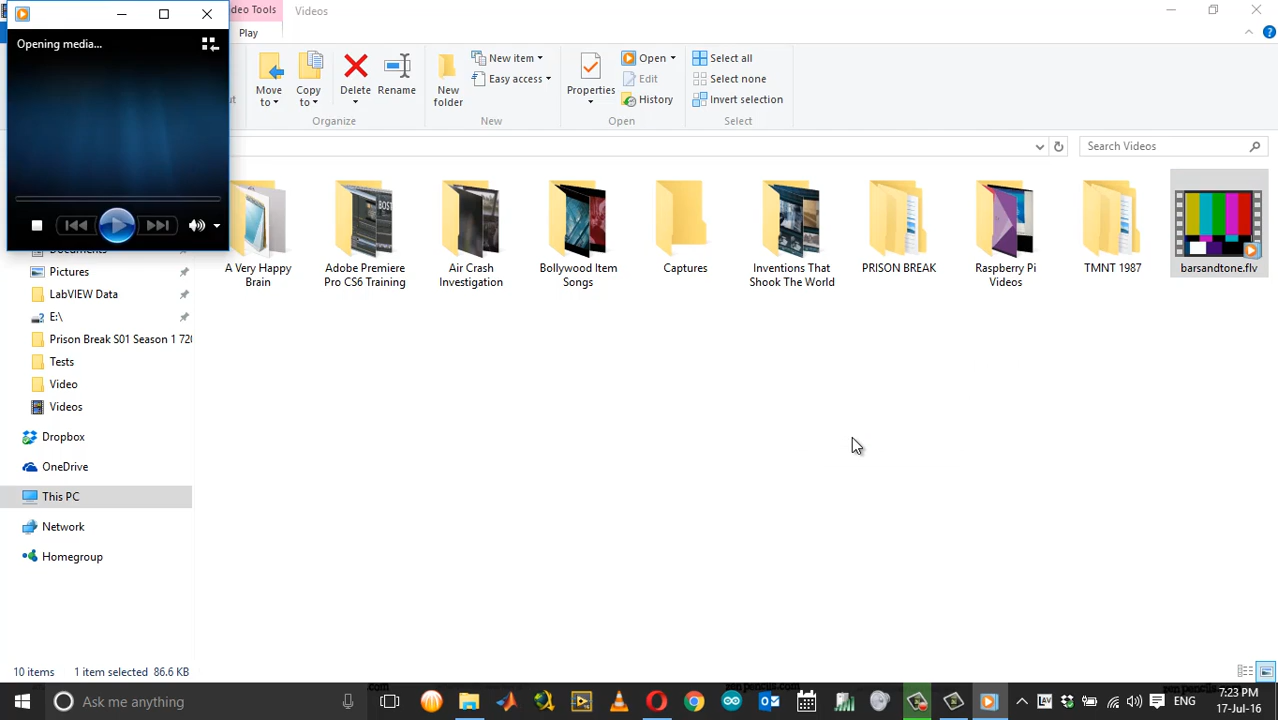 deo Tools
Videos
Play
Opening media...
Move to
Copy to
Delete
Rename
Organize
New folder
New item
Easy access
New
Properties
Open
Edit
History
Open
Select all
Select none
Invert selection
Select
Search Videos
A Very Happy Brain
Adobe Premiere Pro CS6 Training
Air Crash Investigation
Bollywood Item Songs
Captures
Inventions That Shook The World
PRISON BREAK
Raspberry Pi Videos
TMNT 1987
barsandtone.flv
Documents
Pictures
LabVIEW Data
E:\
Prison Break S01 Season 1 720
Tests
Video
Videos
Dropbox
OneDrive
This PC
Network
Homegroup
10 items
1 item selected 86.6 KB
Ask me anything
ENG
7:23 PM
17-Jul-16